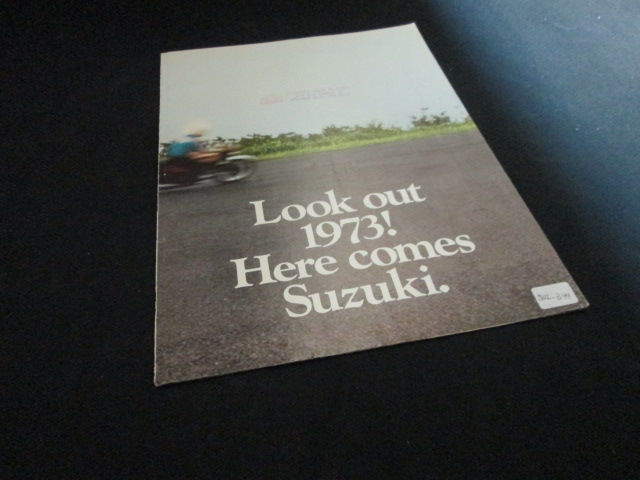 Look out
1973!
Here comes
Suzuki.